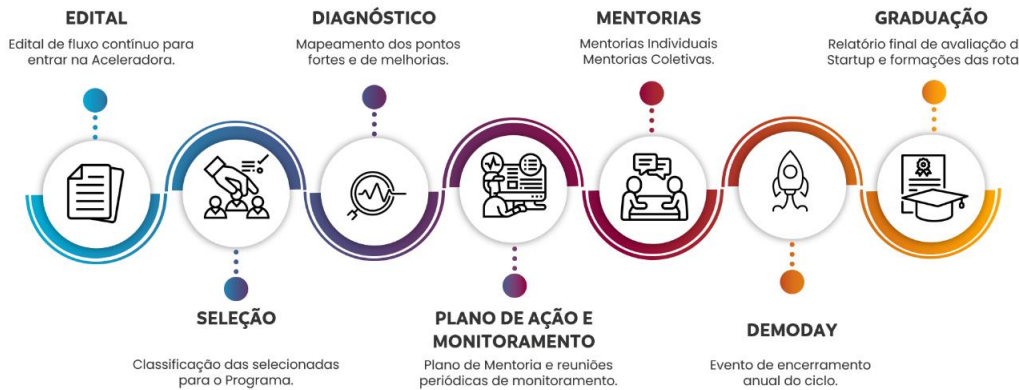 EDITAL
Edital de fluxo contínuo para
entrar na Aceleradora.
SELEÇÃO
Classificação das selecionadas
para o Programa.
DIAGNÓSTICO
Mapeamento dos pontos
fortes e de melhorias.
PLANO DE AÇÃO E
MONITORAMENTO
Plano de Mentoria e reuniões
periódicas de monitoramento.
MENTORIAS
Mentorias Individuais
Mentorias Coletivas.
DEMODAY
Evento de encerramento
anual do ciclo.
GRADUAÇÃO
Relatório final de avaliação d
Startup e formações das rota